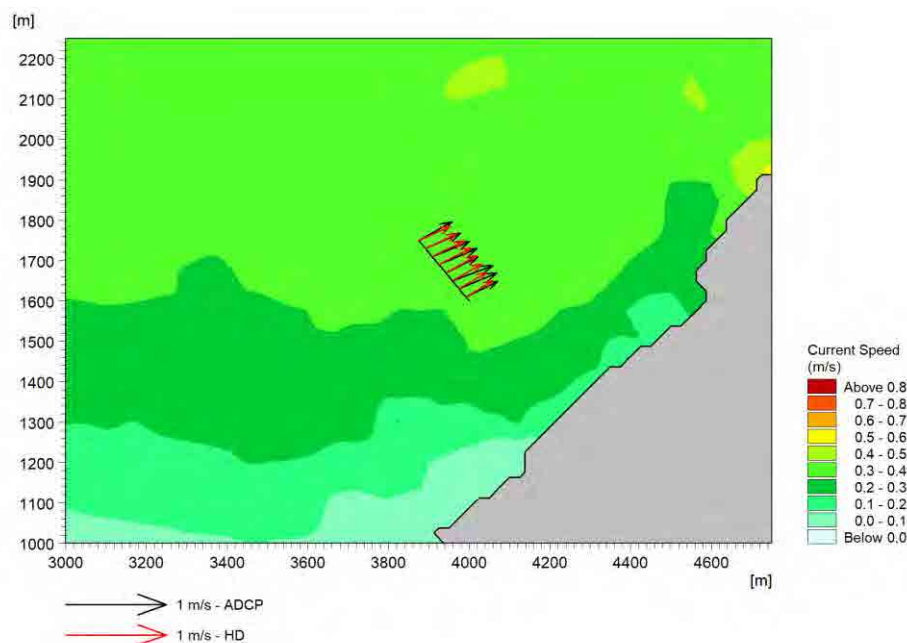 [m]
2200
2100
2000
1900
1800
1700
1600
1500
1400
1300
1200
1100
1000
3000 3200 3400 3600 3800 4000 4200 4400 4600
[m]
Current Speed
(m/s)
Above 0.8
0.7 - 0.8
0.6 - 0.7
0.5 - 0.6
0.4 - 0.5
0.3 - 0.4
0.2 - 0.3
0.1 - 0.2
0.0 - 0.1
Below 0.0
1 m/s - ADCP
1 m/s - HD